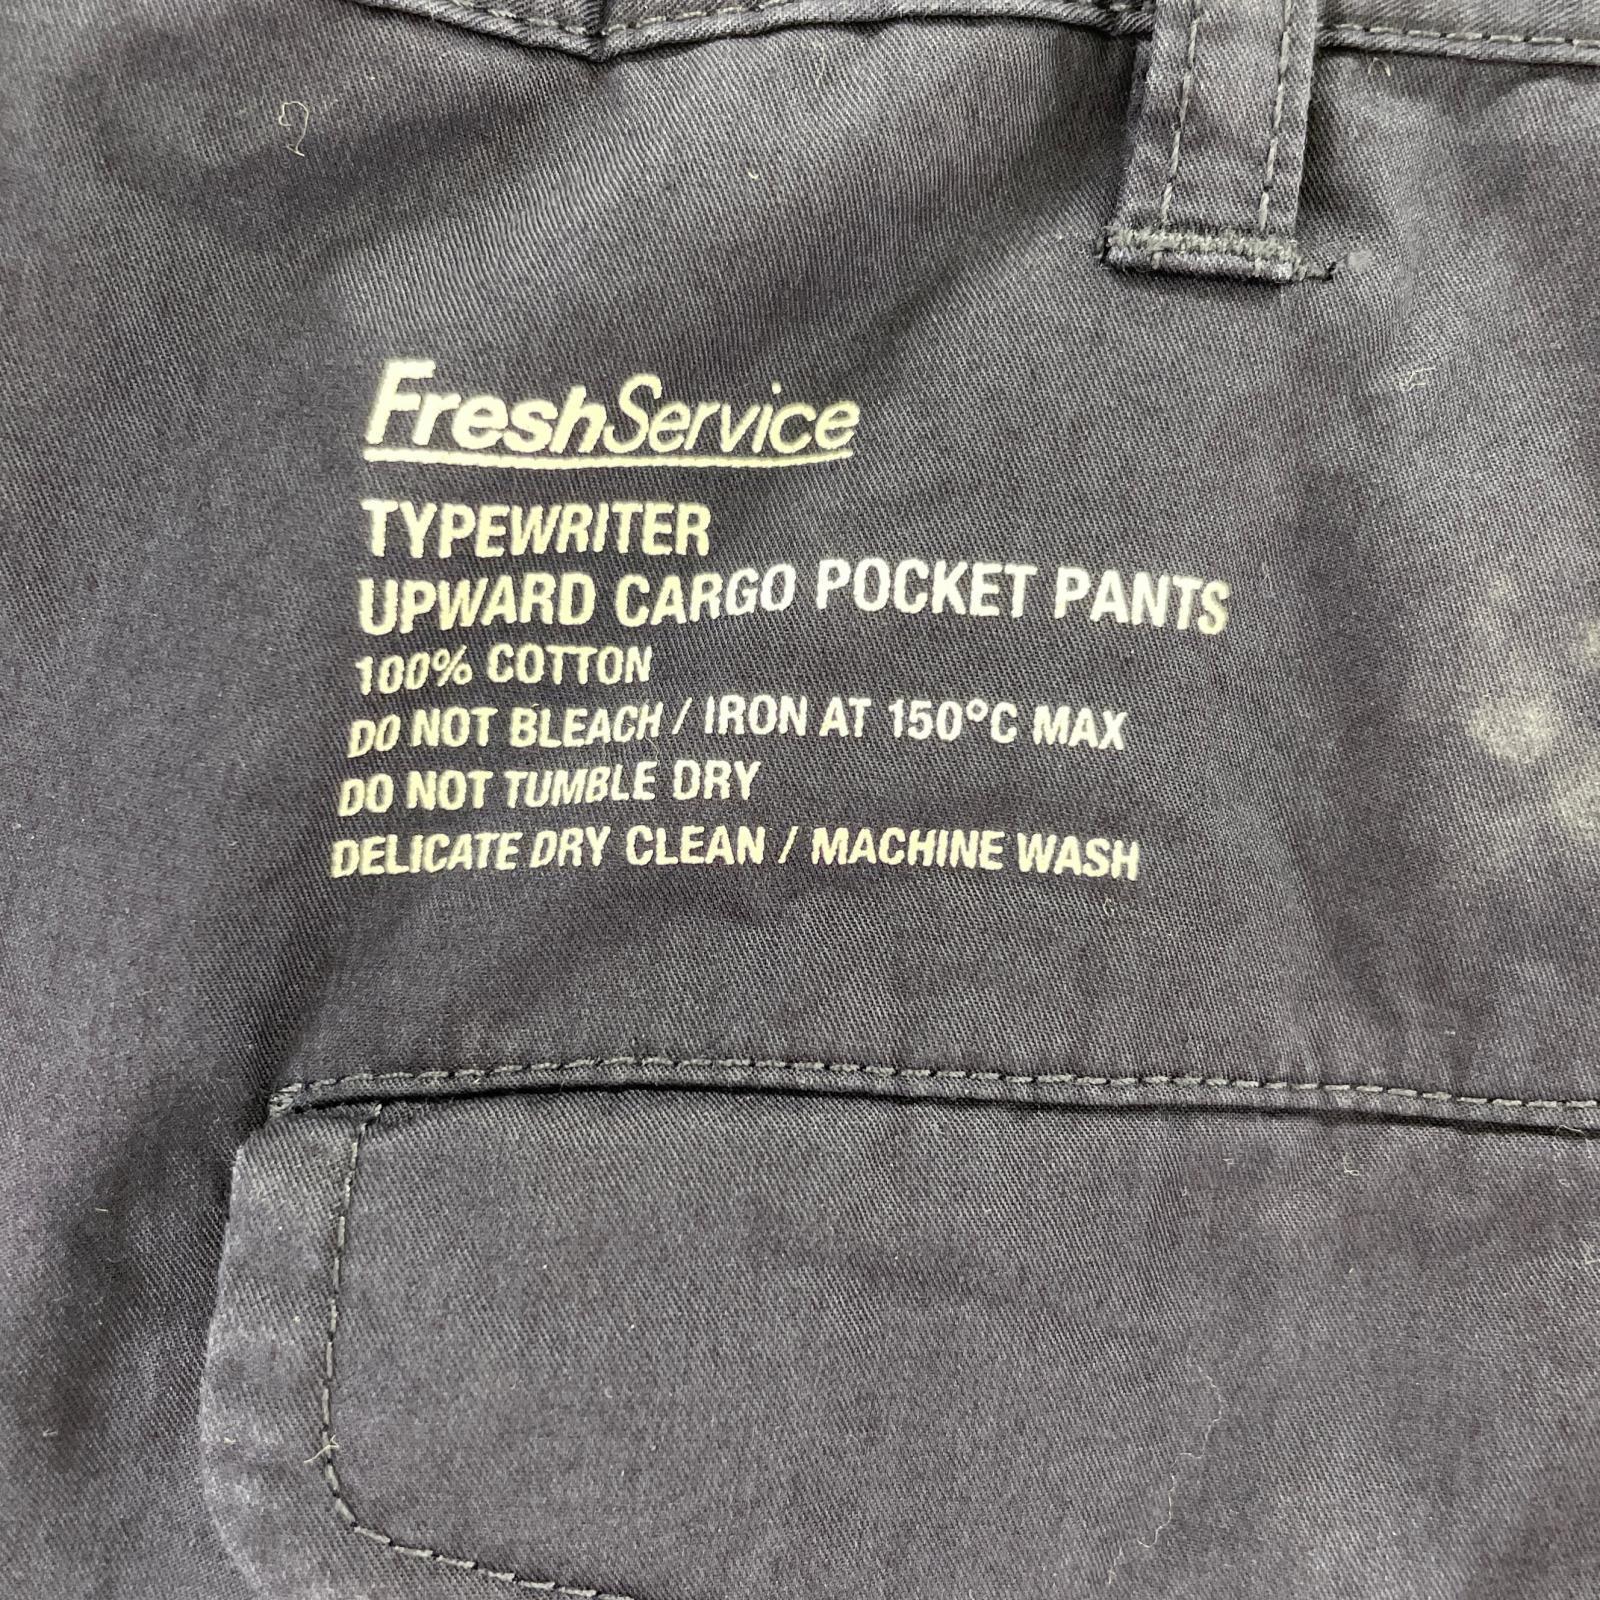 FreshService
TYPEWRITER
UPWARD CARGO POCKET PANTS
100% COTTON
DO NOT BLEACH / IRON AT 150°C MAX
DO NOT TUMBLE DRY
DELICATE DRY CLEAN / MACHINE WASH